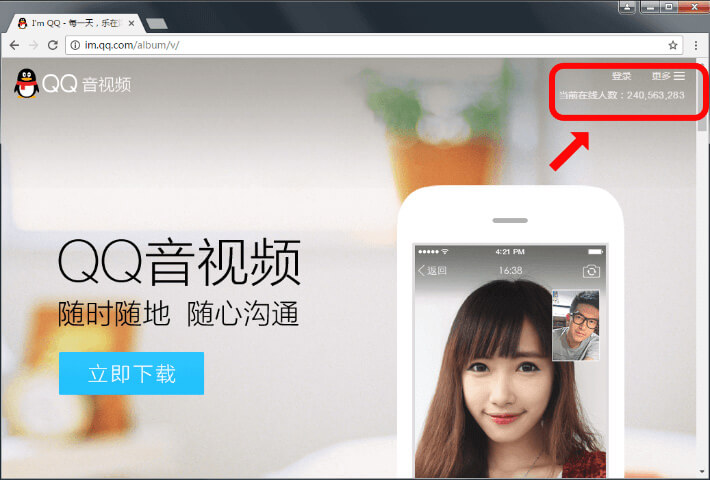 I'm QQ - 每一天，乐在
im.qq.com/album/v/
QQ 音视频
登录 更多
当前在线人数：240,563,283
QQ音视频
随时随地 随心沟通
立即下载
4:21 PM
返回 16:38